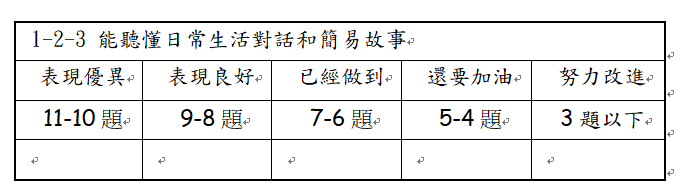 1-2-3 能聽懂日常生活對話和簡易故事
表現優異 表現良好 已經做到 還要加油 努力改進
11-10 題 9-8 題 7-6 題 5-4 題 3 題以下